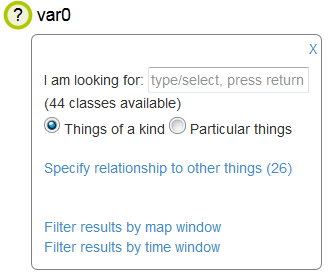 ? var0
X
I am looking for: type/select, press return
(44 classes available)
Things of a kind Particular things
Specify relationship to other things (26)
Filter results by map window
Filter results by time window